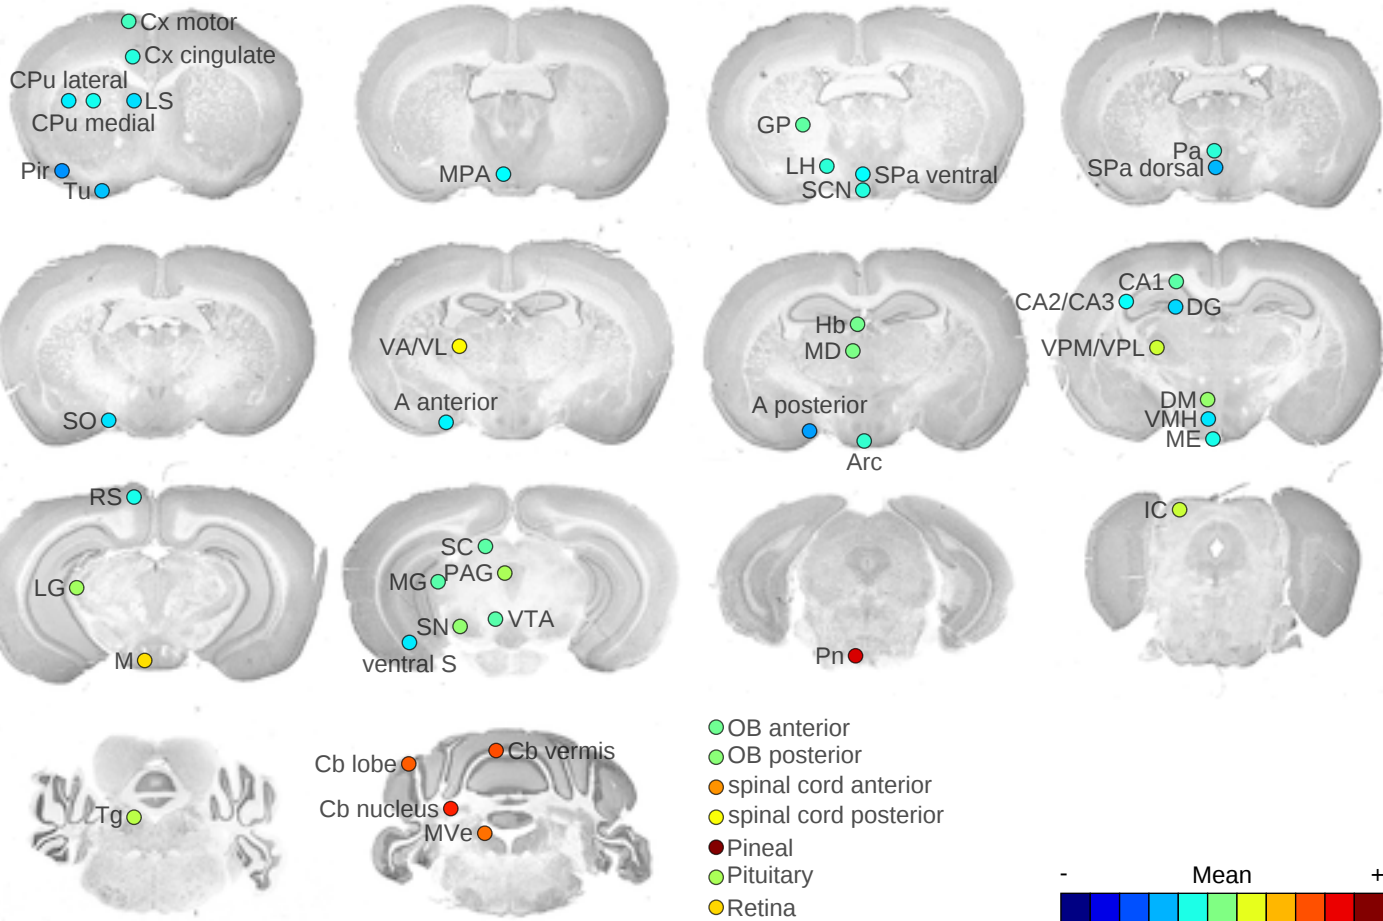 Cx motor
Cx cingulate
CPu lateral
LS
CPu medial
Pir
Tu
MPA
GP
LH
SPa ventral
SCN
Pa
SPa dorsal
SO
VA/VL
A anterior
Hb
MD
A posterior
Arc
CA1
CA2/CA3
DG
VPM/VPL
DM
VMH
ME
RS
LG
M
SC
PAG
MG
VTA
SN
ventral S
Pn
IC
Tg
Cb lobe
Cb vermis
Cb nucleus
MVe
OB anterior
OB posterior
spinal cord anterior
spinal cord posterior
Pineal
Pituitary
Retina
- Mean +